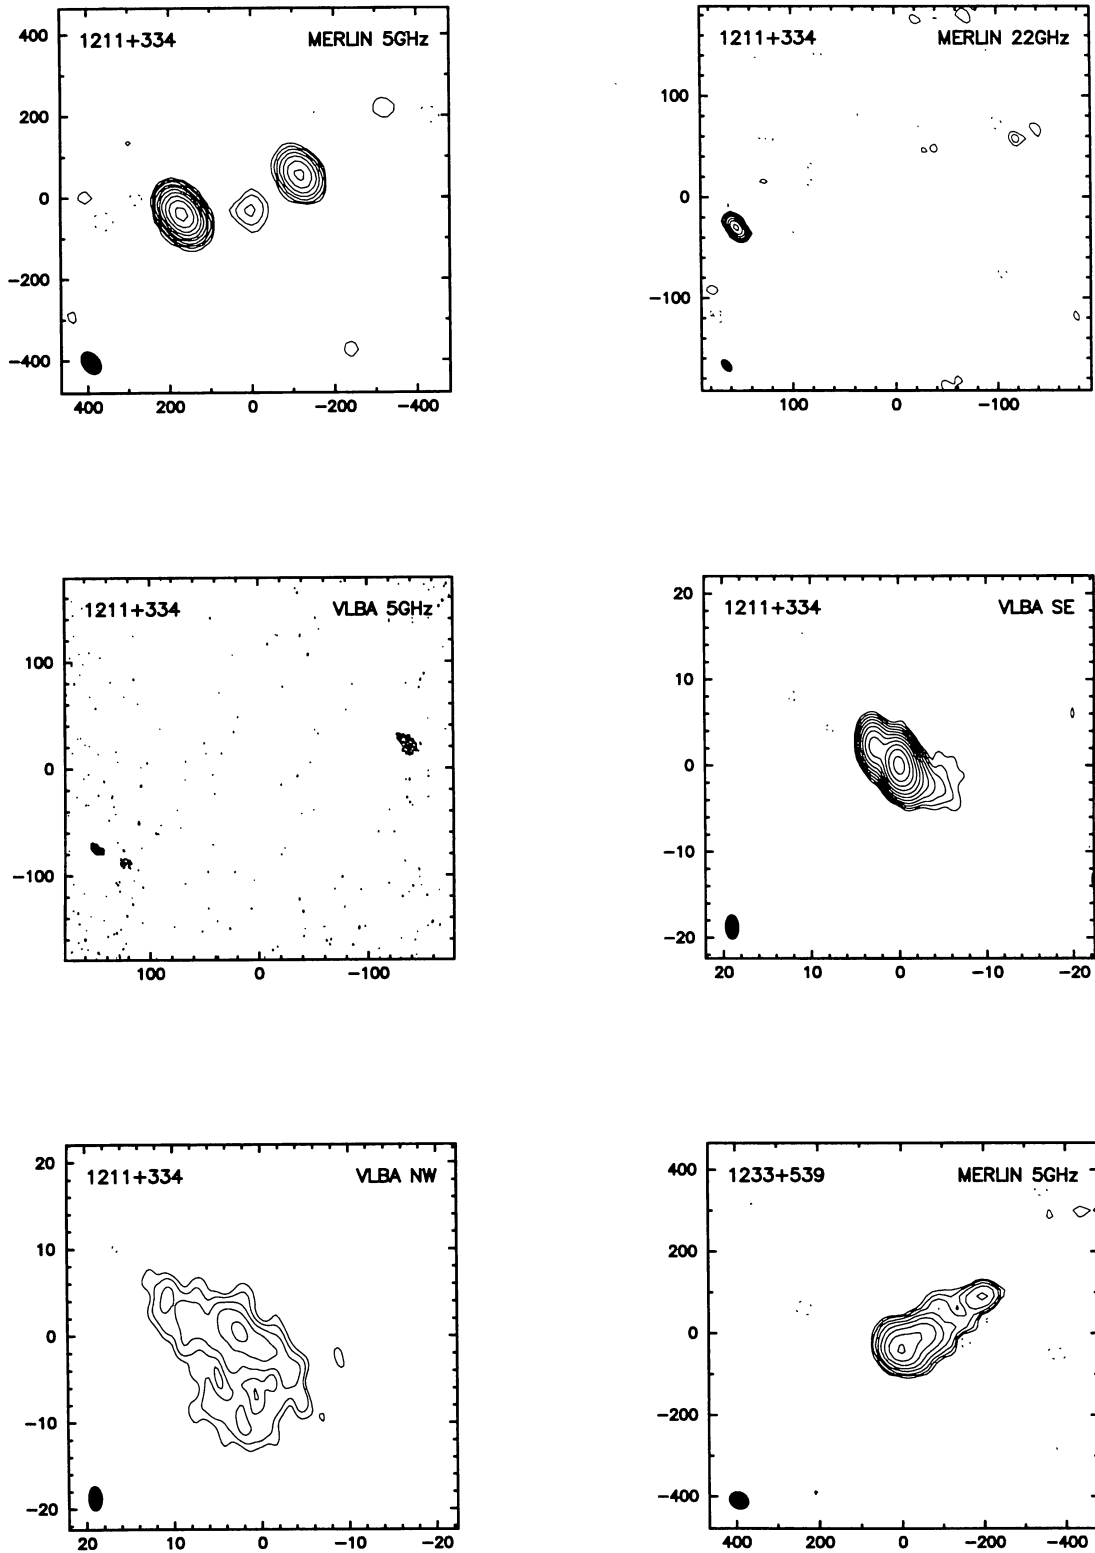 1211+334 MERLIN 5GHz
400
200
0
−200
−400
400 200 0 −200 −400
1211+334 MERLIN 22GHz
100
0
−100
100 0 −100
1211+334 VLBA 5GHz
100
0
−100
100 0 −100
1211+334 VLBA SE
20
10
0
−10
−20
20 10 0 −10 −20
1211+334 VLBA NW
20
10
0
−10
−20
20 10 0 −10 −20
1233+539 MERLIN 5GHz
400
200
0
−200
−400
400 200 0 −200 −400